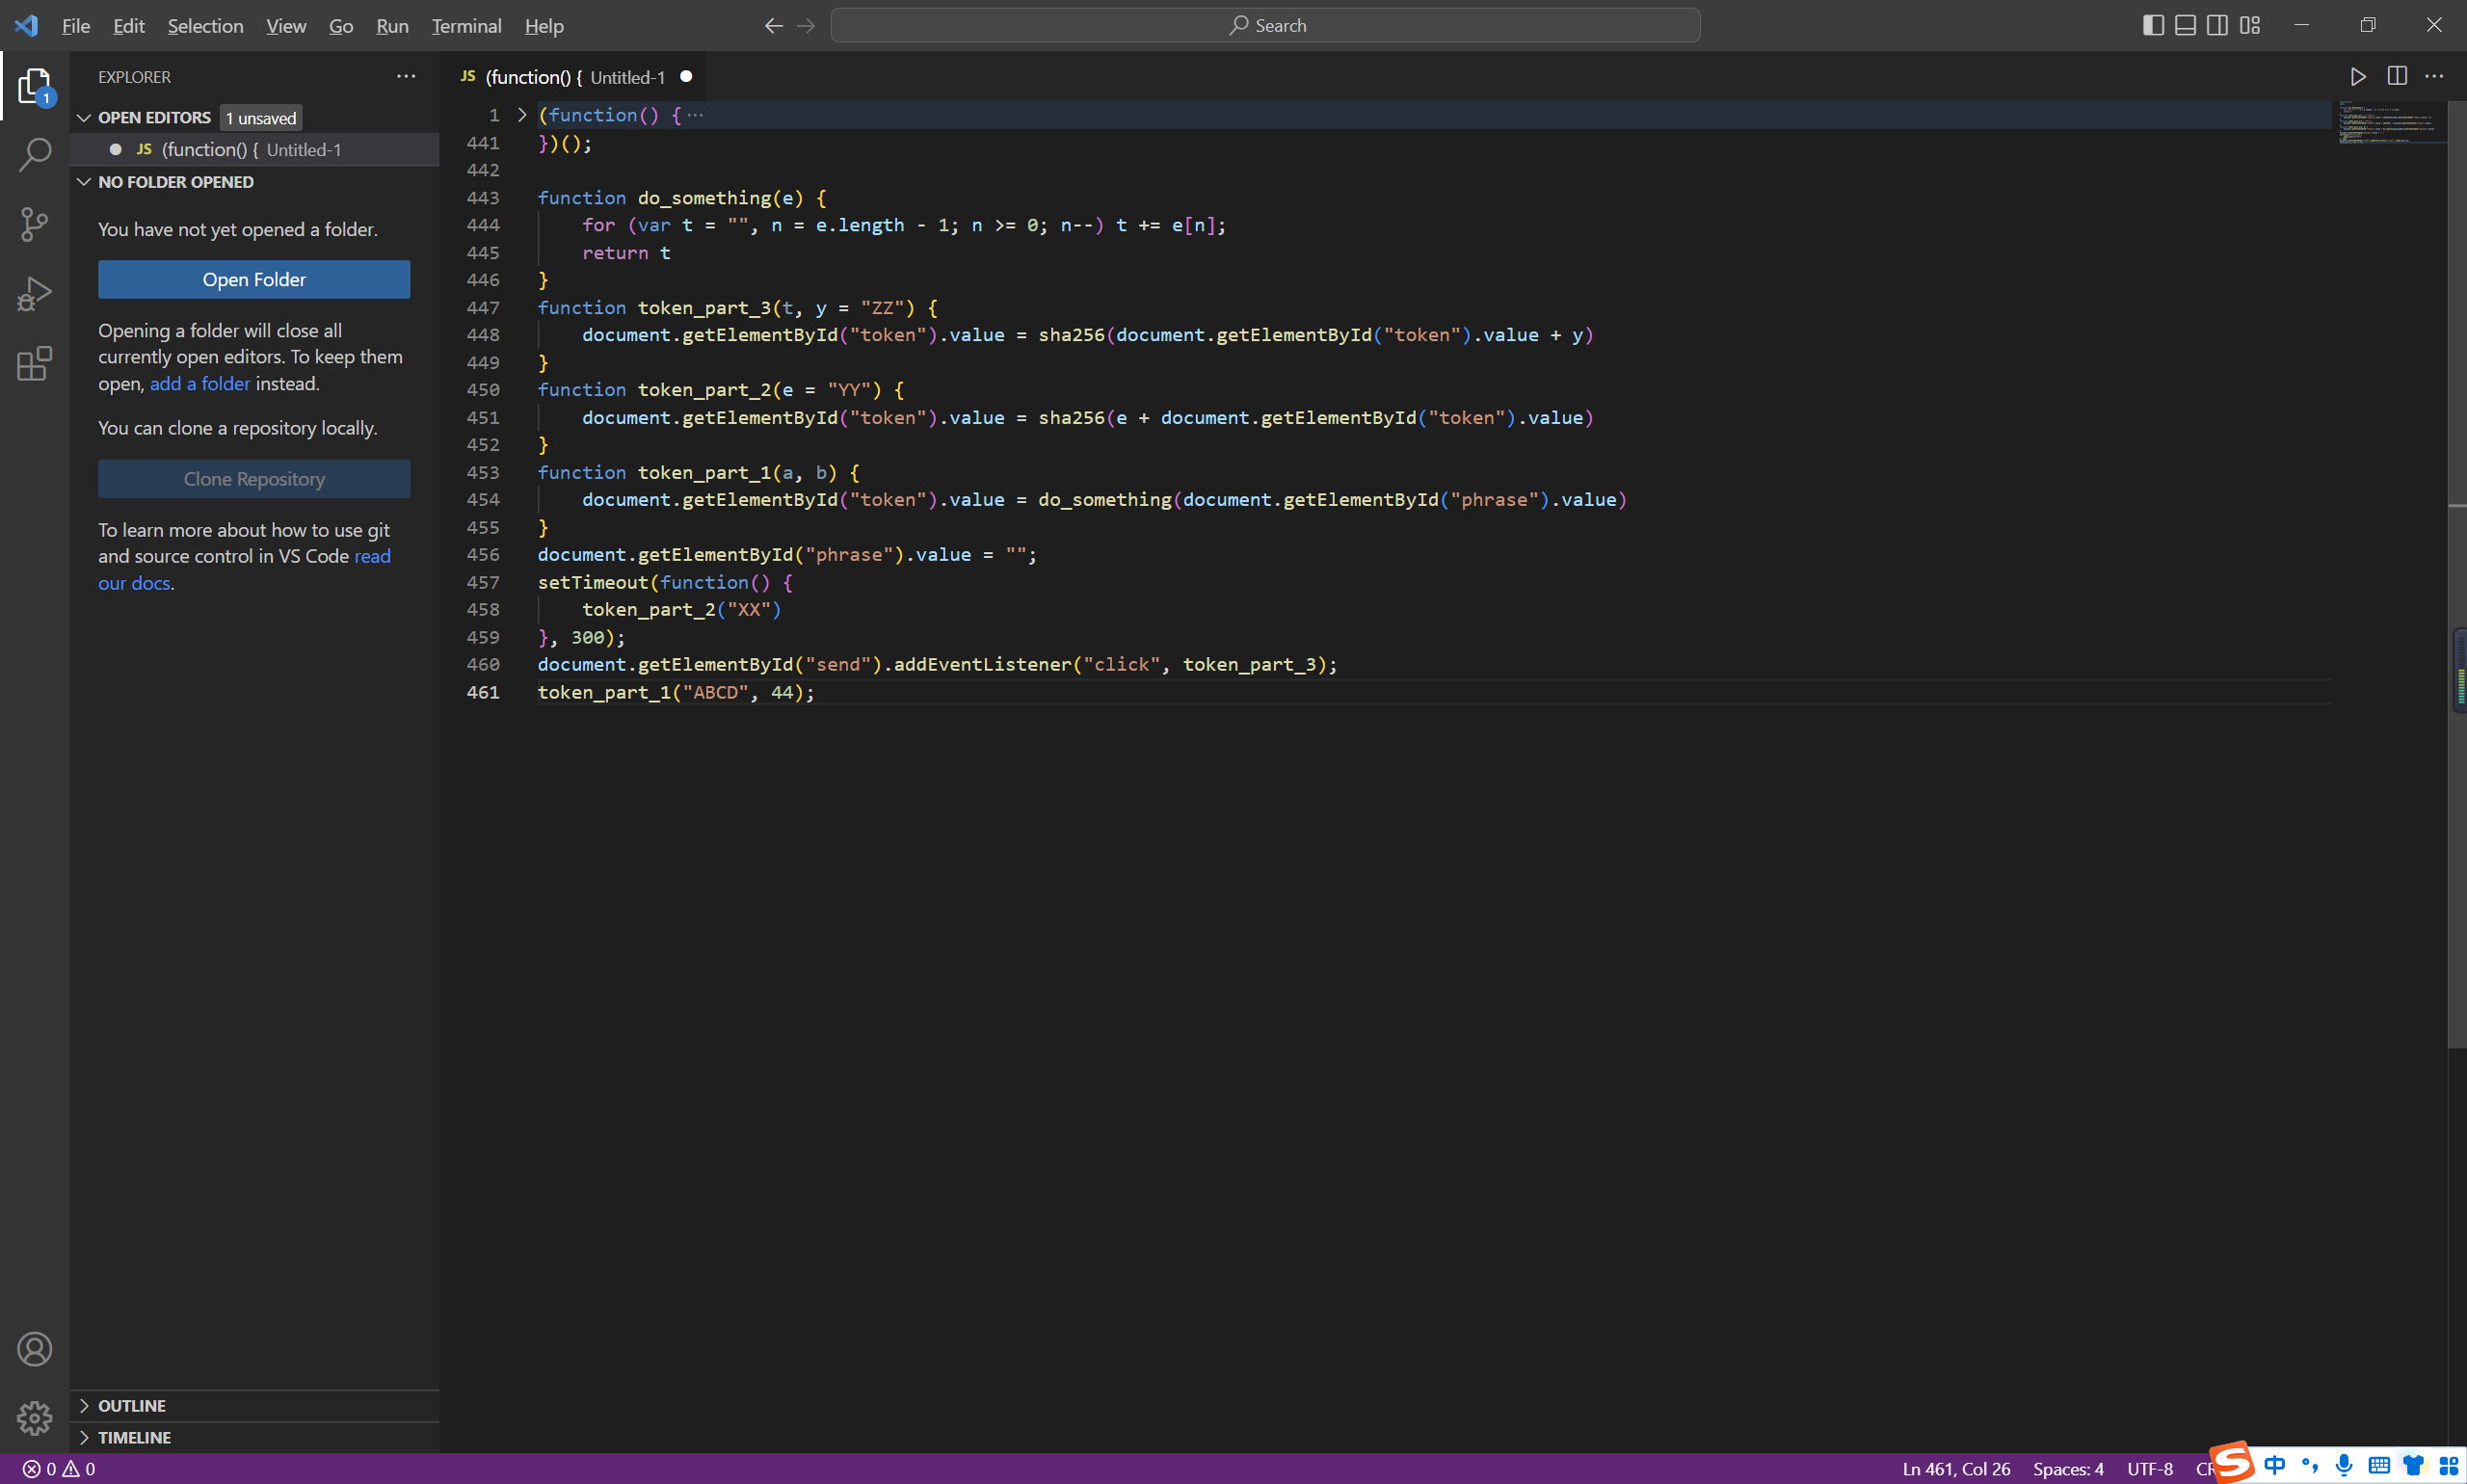 File Edit Selection View Go Run Terminal Help
Search
EXPLORER
1
OPEN EDITORS 1 unsaved
JS (function() { Untitled-1
NO FOLDER OPENED
You have not yet opened a folder.
Open Folder
Opening a folder will close all
currently open editors. To keep them
open, add a folder instead.
You can clone a repository locally.
Clone Repository
To learn more about how to use git
and source control in VS Code read
our docs.
OUTLINE
TIMELINE
JS (function() { Untitled-1
1 (function() { ···
441 })();
442
443 function do_something(e) {
444     for (var t = "", n = e.length - 1; n >= 0; n--) t += e[n];
445     return t
446 }
447 function token_part_3(t, y = "ZZ") {
448     document.getElementById("token").value = sha256(document.getElementById("token").value + y)
449 }
450 function token_part_2(e = "YY") {
451     document.getElementById("token").value = sha256(e + document.getElementById("token").value)
452 }
453 function token_part_1(a, b) {
454     document.getElementById("token").value = do_something(document.getElementById("phrase").value)
455 }
456 document.getElementById("phrase").value = "";
457 setTimeout(function() {
458     token_part_2("XX")
459 }, 300);
460 document.getElementById("send").addEventListener("click", token_part_3);
461 token_part_1("ABCD", 44);
0 0
Ln 461, Col 26 Spaces: 4 UTF-8
S 中